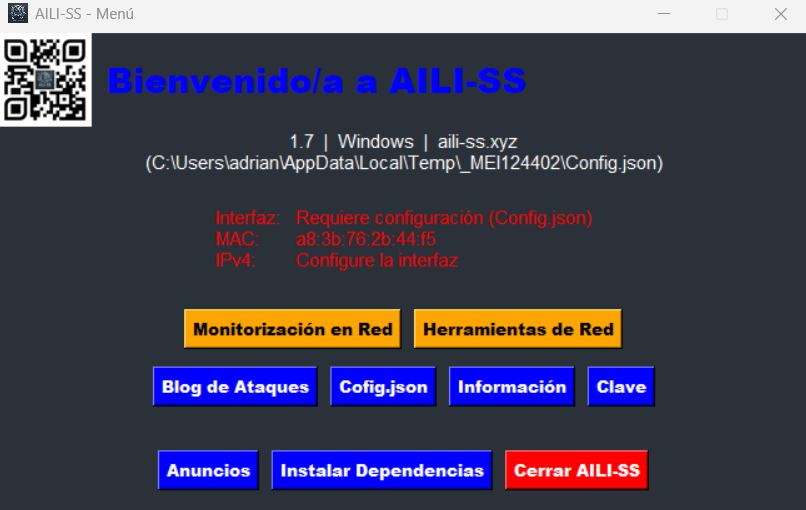 AILI-SS - Menú
Bienvenido/a a AILI-SS
1.7 | Windows | aili-ss.xyz
(C:\Users\adrian\AppData\Local\Temp\_MEI124402\Config.json)
Interfaz: Requiere configuración (Config.json)
MAC: a8:3b:76:2b:44:f5
IPv4: Configure la interfaz
Monitorización en Red Herramientas de Red
Blog de Ataques Cofig.json Información Clave
Anuncios Instalar Dependencias Cerrar AILI-SS